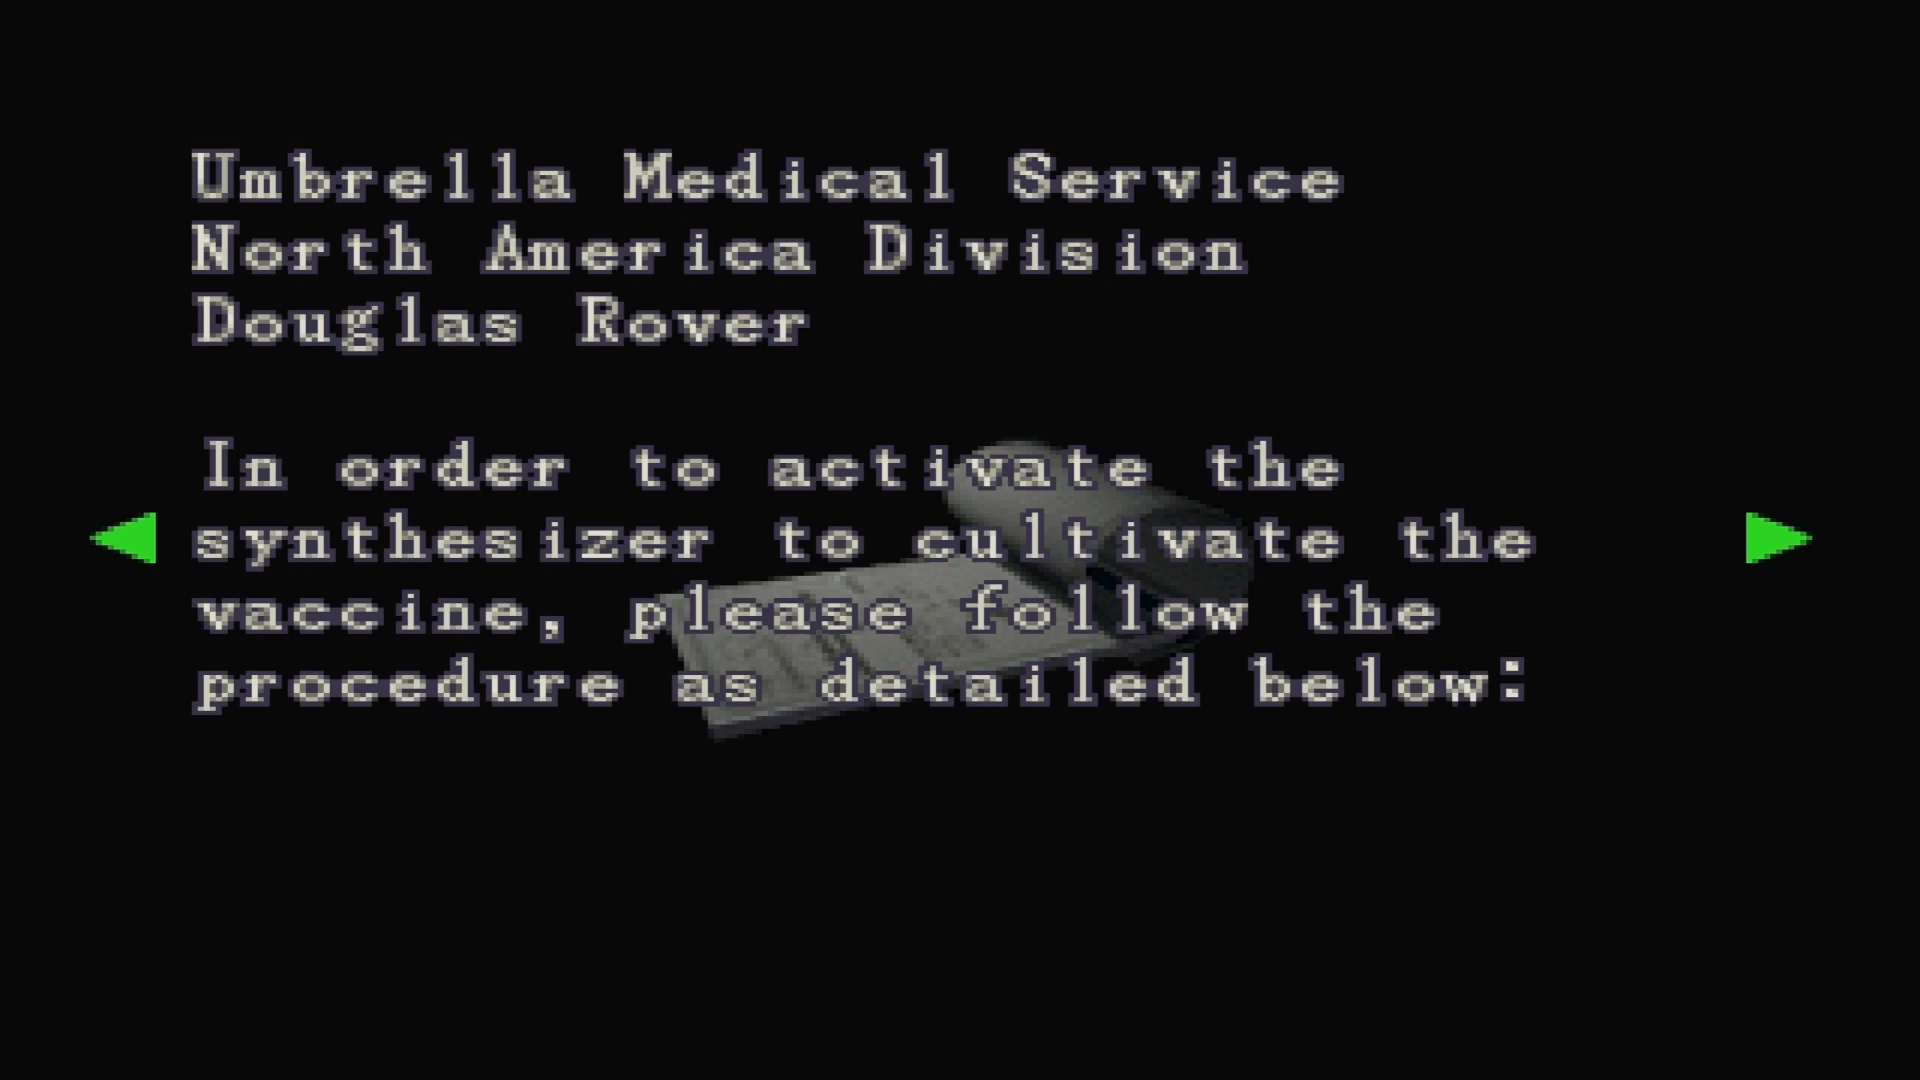 Umbrella Medical Service
North America Division
Douglas Rover
In order to activate the
synthesizer to cultivate the
vaccine, please follow the
procedure as detailed below: